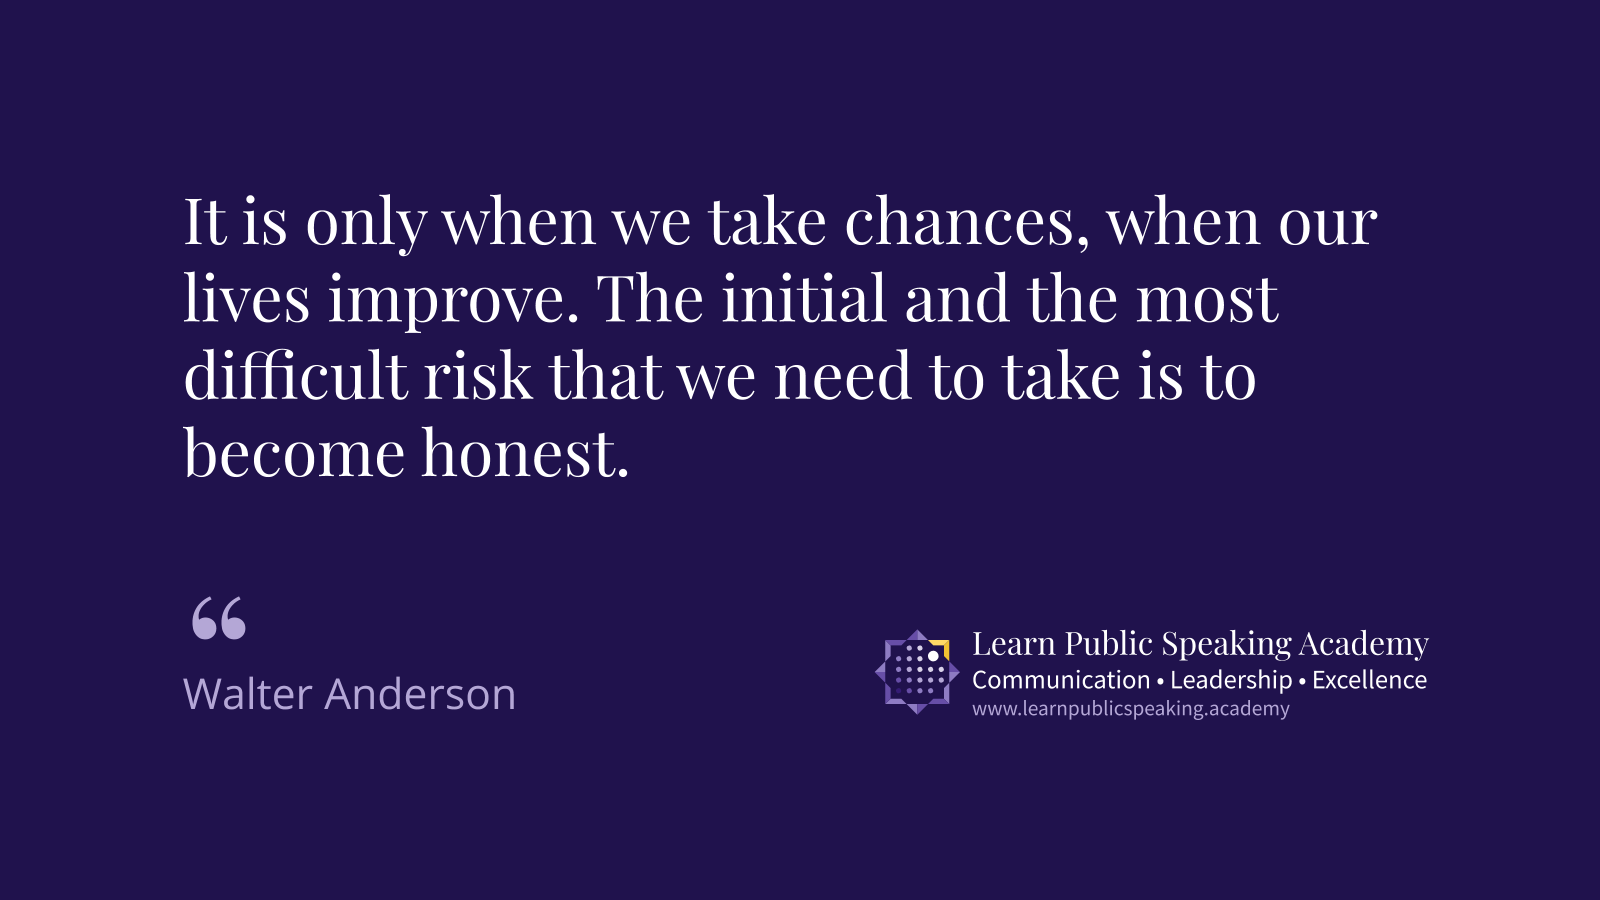 It is only when we take chances, when our
lives improve. The initial and the most
difficult risk that we need to take is to
become honest.
“
Walter Anderson
Learn Public Speaking Academy
Communication • Leadership • Excellence
www.learnpublicspeaking.academy